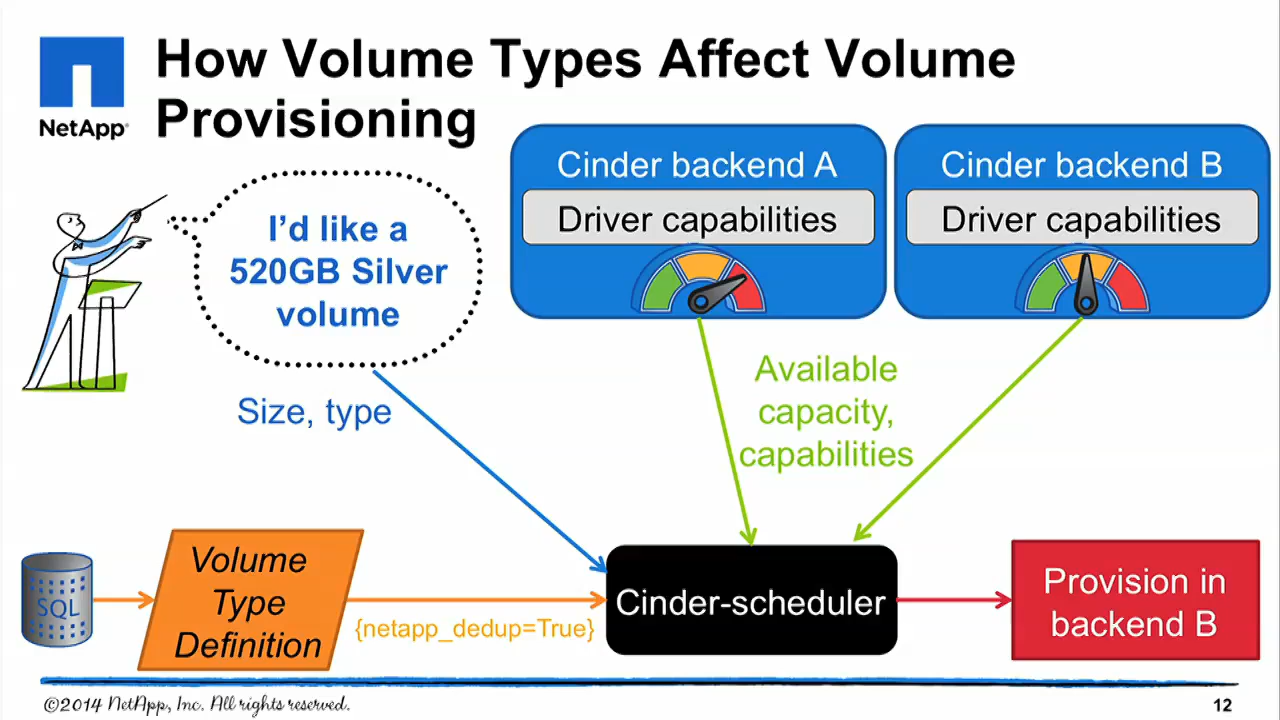 How Volume Types Affect Volume
Provisioning
NetApp®
Cinder backend A
Driver capabilities
Cinder backend B
Driver capabilities
I'd like a
520GB Silver
volume
Size, type
Available
capacity,
capabilities
SQL
Volume
Type
Definition
{netapp_dedup=True}
Cinder-scheduler
Provision in
backend B
©2014 NetApp, Inc. All rights reserved.
12